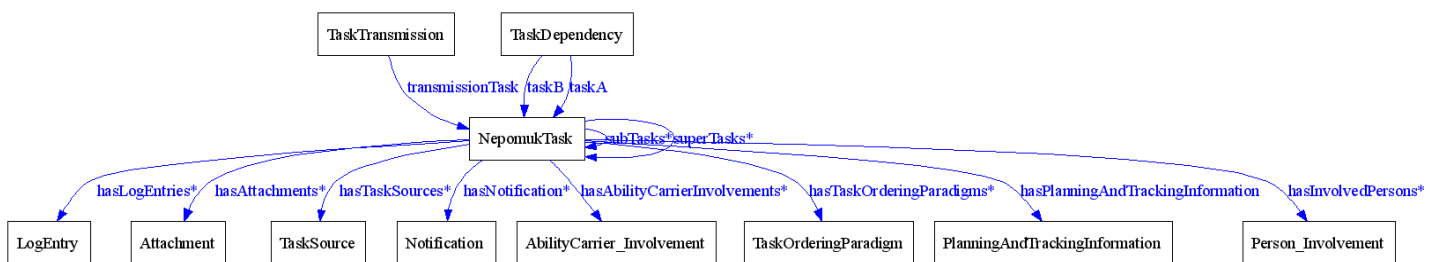 TaskTransmission TaskDependency
transmissionTask taskB taskA
NepomukTask subTasks* superTasks*
hasLogEntries* hasAttachments* hasTaskSources* hasNotification* hasAbilityCarrierInvolvements* hasTaskOrderingParadigms* hasPlanningAndTrackingInformation hasInvolvedPersons*
LogEntry Attachment TaskSource Notification AbilityCarrier_Involvement TaskOrderingParadigm PlanningAndTrackingInformation Person_Involvement